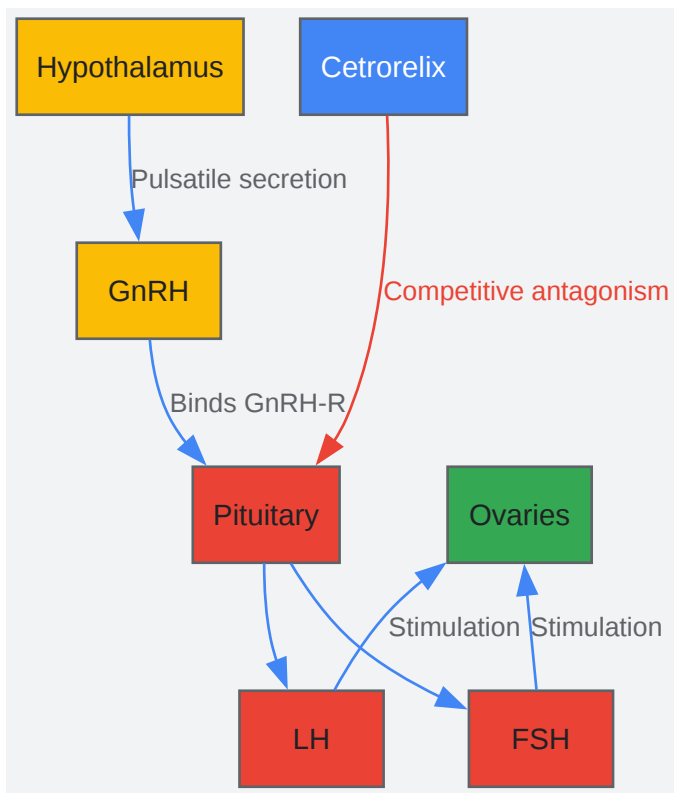 Hypothalamus
Cetrorelix
Pulsatile secretion
GnRH
Competitive antagonism
Binds GnRH-R
Pituitary
Ovaries
Stimulation
Stimulation
LH
FSH